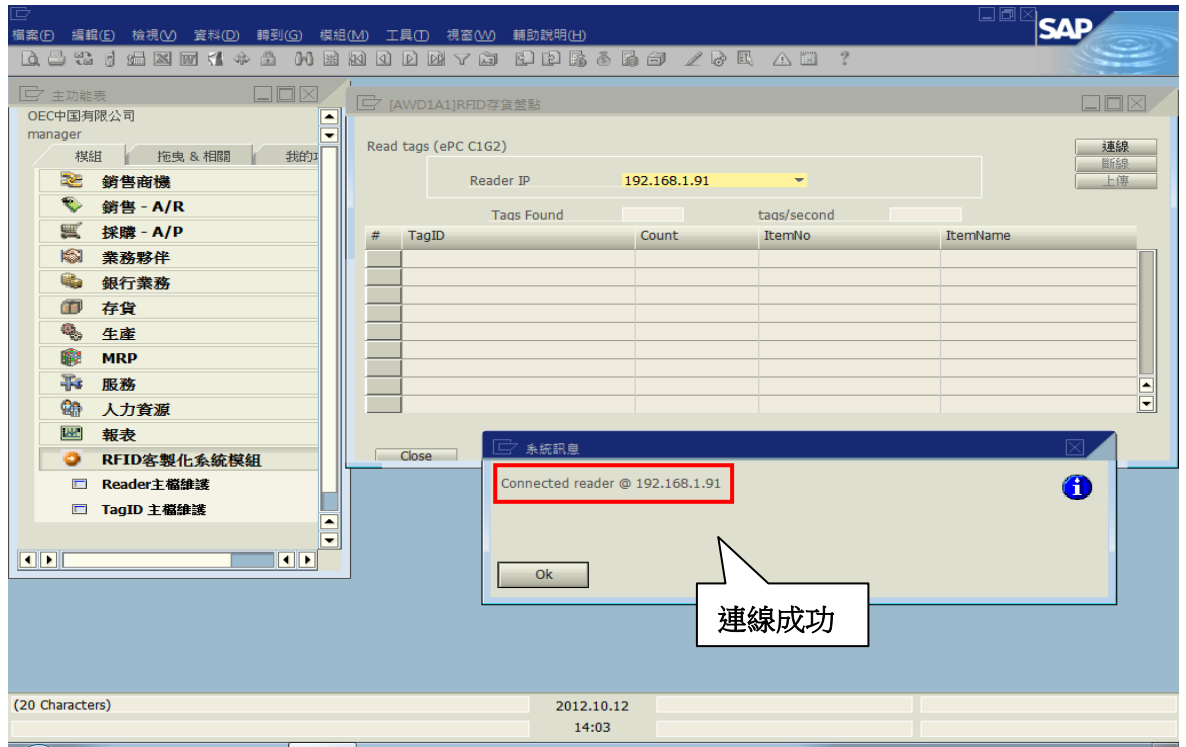 檔案(F) 編輯(E) 檢視(V) 資料(D) 轉到(G) 模組(M) 工具(T) 視窗(W) 輔助說明(H)
SAP
主功能表
OEC中国有限公司
manager
模組 拖曳 & 相關 我的
銷售商機
銷售 - A/R
採購 - A/P
業務夥伴
銀行業務
存貨
生產
MRP
服務
人力資源
報表
RFID客製化系統模組
Reader主檔維護
TagID 主檔維護
[AWD1A1]RFID存貨盤點
Read tags (ePC C1G2)
連線
斷線
上傳
Reader IP 192.168.1.91
Tags Found tags/second
# TagID Count ItemNo ItemName
Close
系統訊息
Connected reader @ 192.168.1.91
Ok
連線成功
(20 Characters) 2012.10.12
14:03